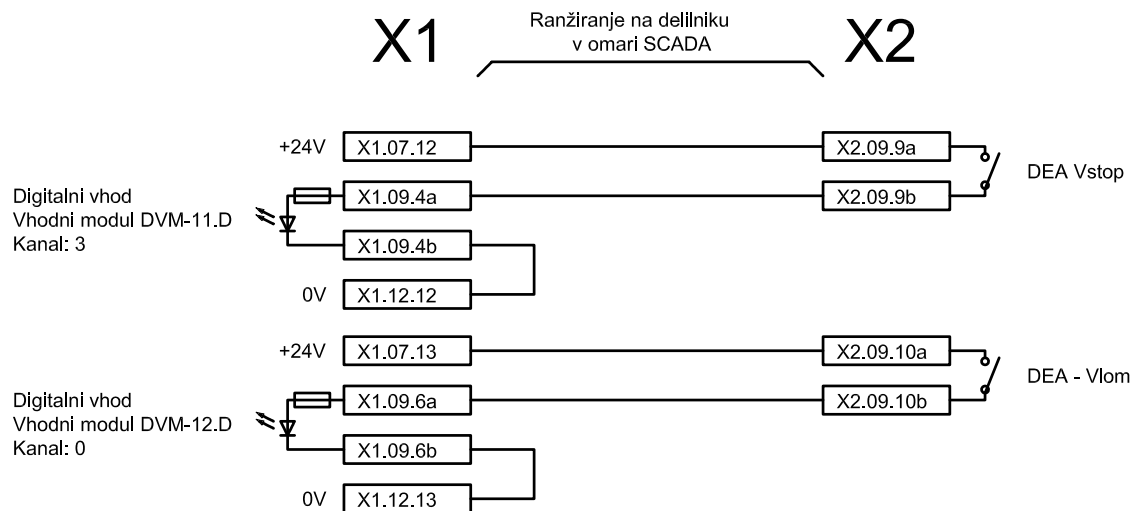 X1
Ranžiranje na delilniku
v omari SCADA
X2
+24V
X1.07.12
X2.09.9a
DEA Vstop
Digitalni vhod
Vhodni modul DVM-11.D
Kanal: 3
X1.09.4a
X2.09.9b
X1.09.4b
0V
X1.12.12
+24V
X1.07.13
X2.09.10a
DEA - Vlom
Digitalni vhod
Vhodni modul DVM-12.D
Kanal: 0
X1.09.6a
X2.09.10b
X1.09.6b
0V
X1.12.13